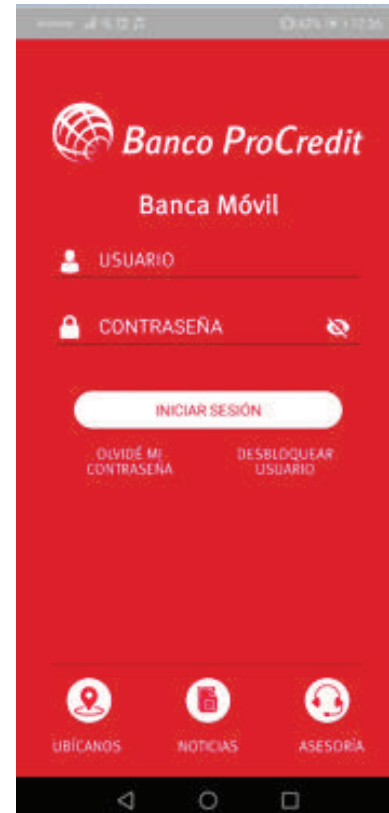 Banco ProCredit
Banca Móvil
USUARIO
CONTRASEÑA
INICIAR SESIÓN
OLVIDÉ MI
CONTRASEÑA
DESBLOQUEAR
USUARIO
UBÍCANOS
NOTICIAS
ASESORÍA